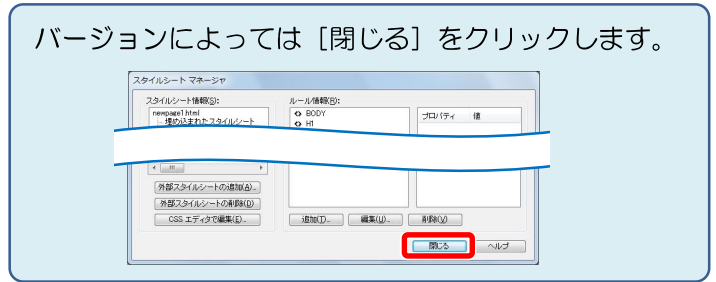 バージョンによっては［閉じる］をクリックします。
スタイルシート マネージャ
スタイルシート情報(S):
ルール情報(R):
newpage1.html
埋め込まれたスタイルシート
BODY
H1
プロパティ 値
外部スタイルシートの追加(A)...
外部スタイルシートの削除(D)
CSS エディタで編集(E)...
追加(T)...
編集(U)...
削除(V)
閉じる
ヘルプ